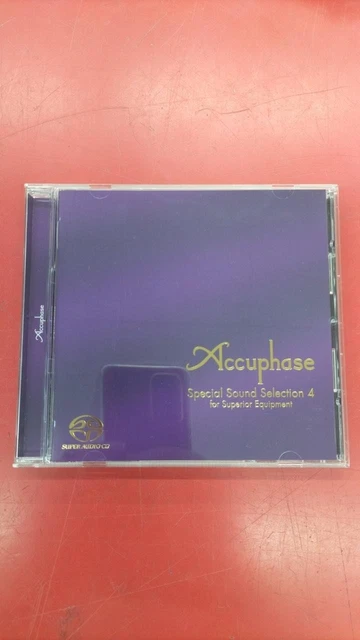 Accuphase
Accuphase
Special Sound Selection 4
for Superior Equipment
SUPER AUDIO CD